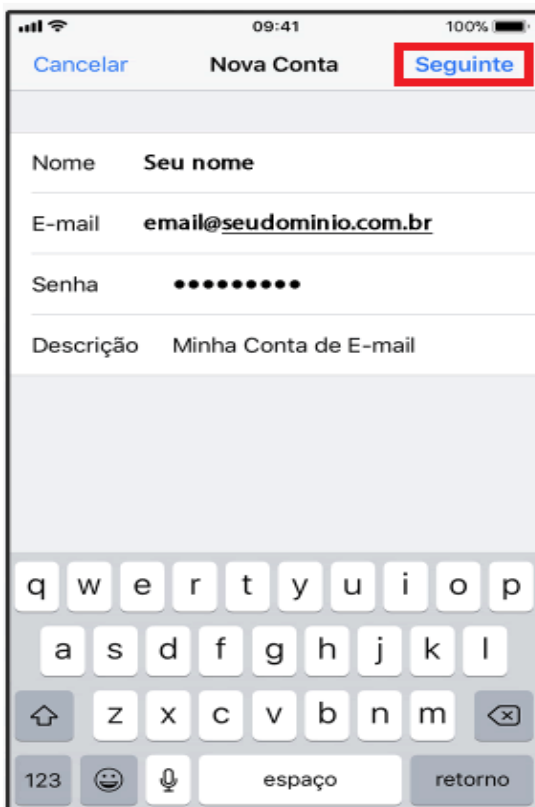 09:41 100%
Cancelar Nova Conta Seguinte
Nome Seu nome
E-mail email@seudominio.com.br
Senha •••••••••
Descrição Minha Conta de E-mail
q w e r t y u i o p
a s d f g h j k l
z x c v b n m
123 espaço retorno